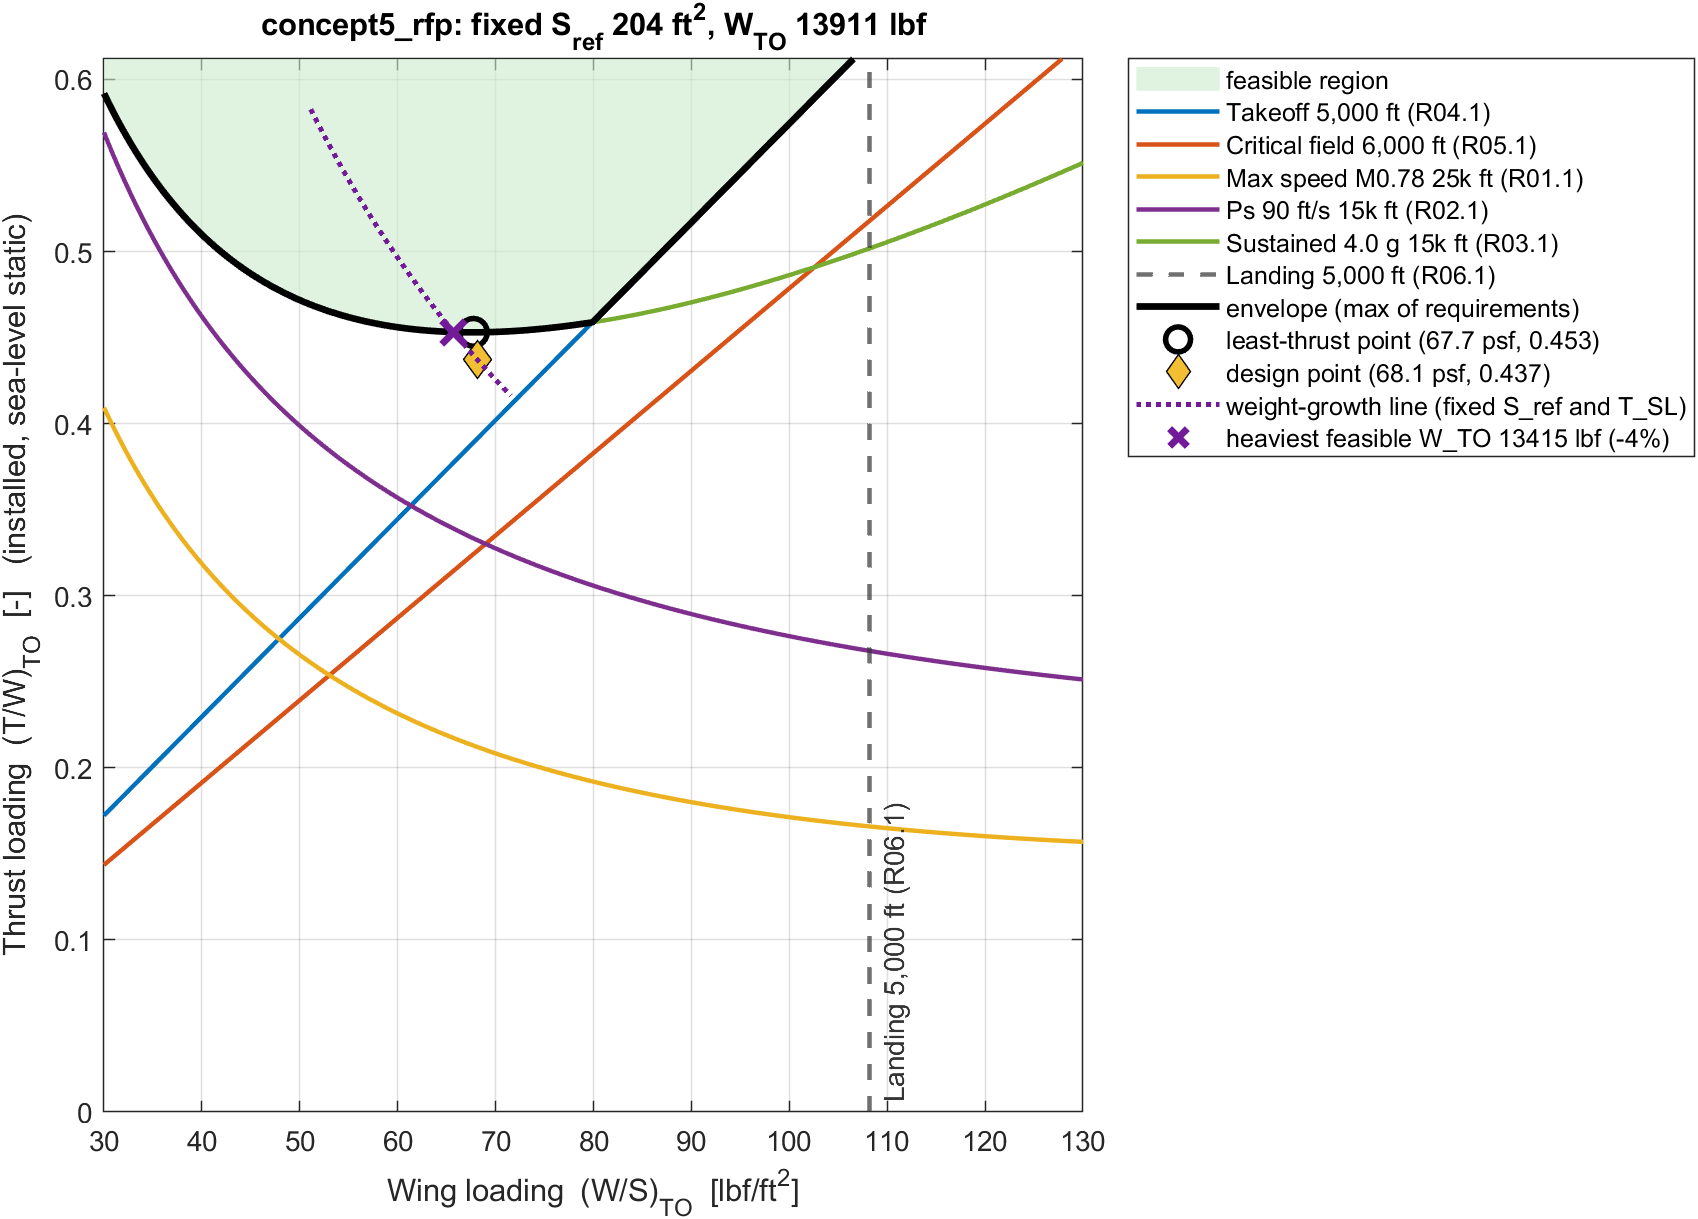 concept5_rfp: fixed S_ref 204 ft^2, W_TO 13911 lbf
Thrust loading (T/W)_TO [-] (installed, sea-level static)
0.6
0.5
0.4
0.3
0.2
0.1
0
30 40 50 60 70 80 90 100 110 120 130
Wing loading (W/S)_TO [lbf/ft^2]
Landing 5,000 ft (R06.1)
feasible region
Takeoff 5,000 ft (R04.1)
Critical field 6,000 ft (R05.1)
Max speed M0.78 25k ft (R01.1)
Ps 90 ft/s 15k ft (R02.1)
Sustained 4.0 g 15k ft (R03.1)
Landing 5,000 ft (R06.1)
envelope (max of requirements)
least-thrust point (67.7 psf, 0.453)
design point (68.1 psf, 0.437)
weight-growth line (fixed S_ref and T_SL)
heaviest feasible W_TO 13415 lbf (-4%)